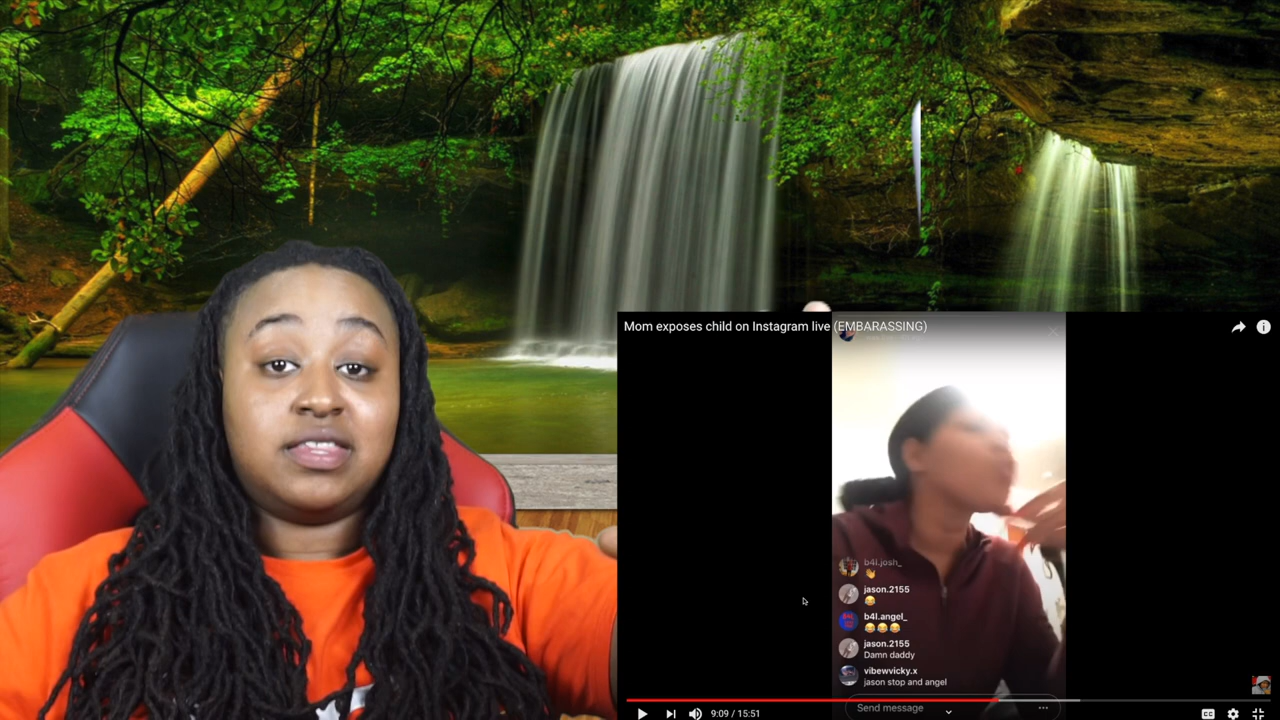 Mom exposes child on Instagram live (EMBARASSING)
b4l.josh_
👏
jason.2155
😂
b4l.angel_
😂😂😂
jason.2155
Damn daddy
vibewvicky.x
jason stop and angel
Send message
9:09 / 15:51
CC